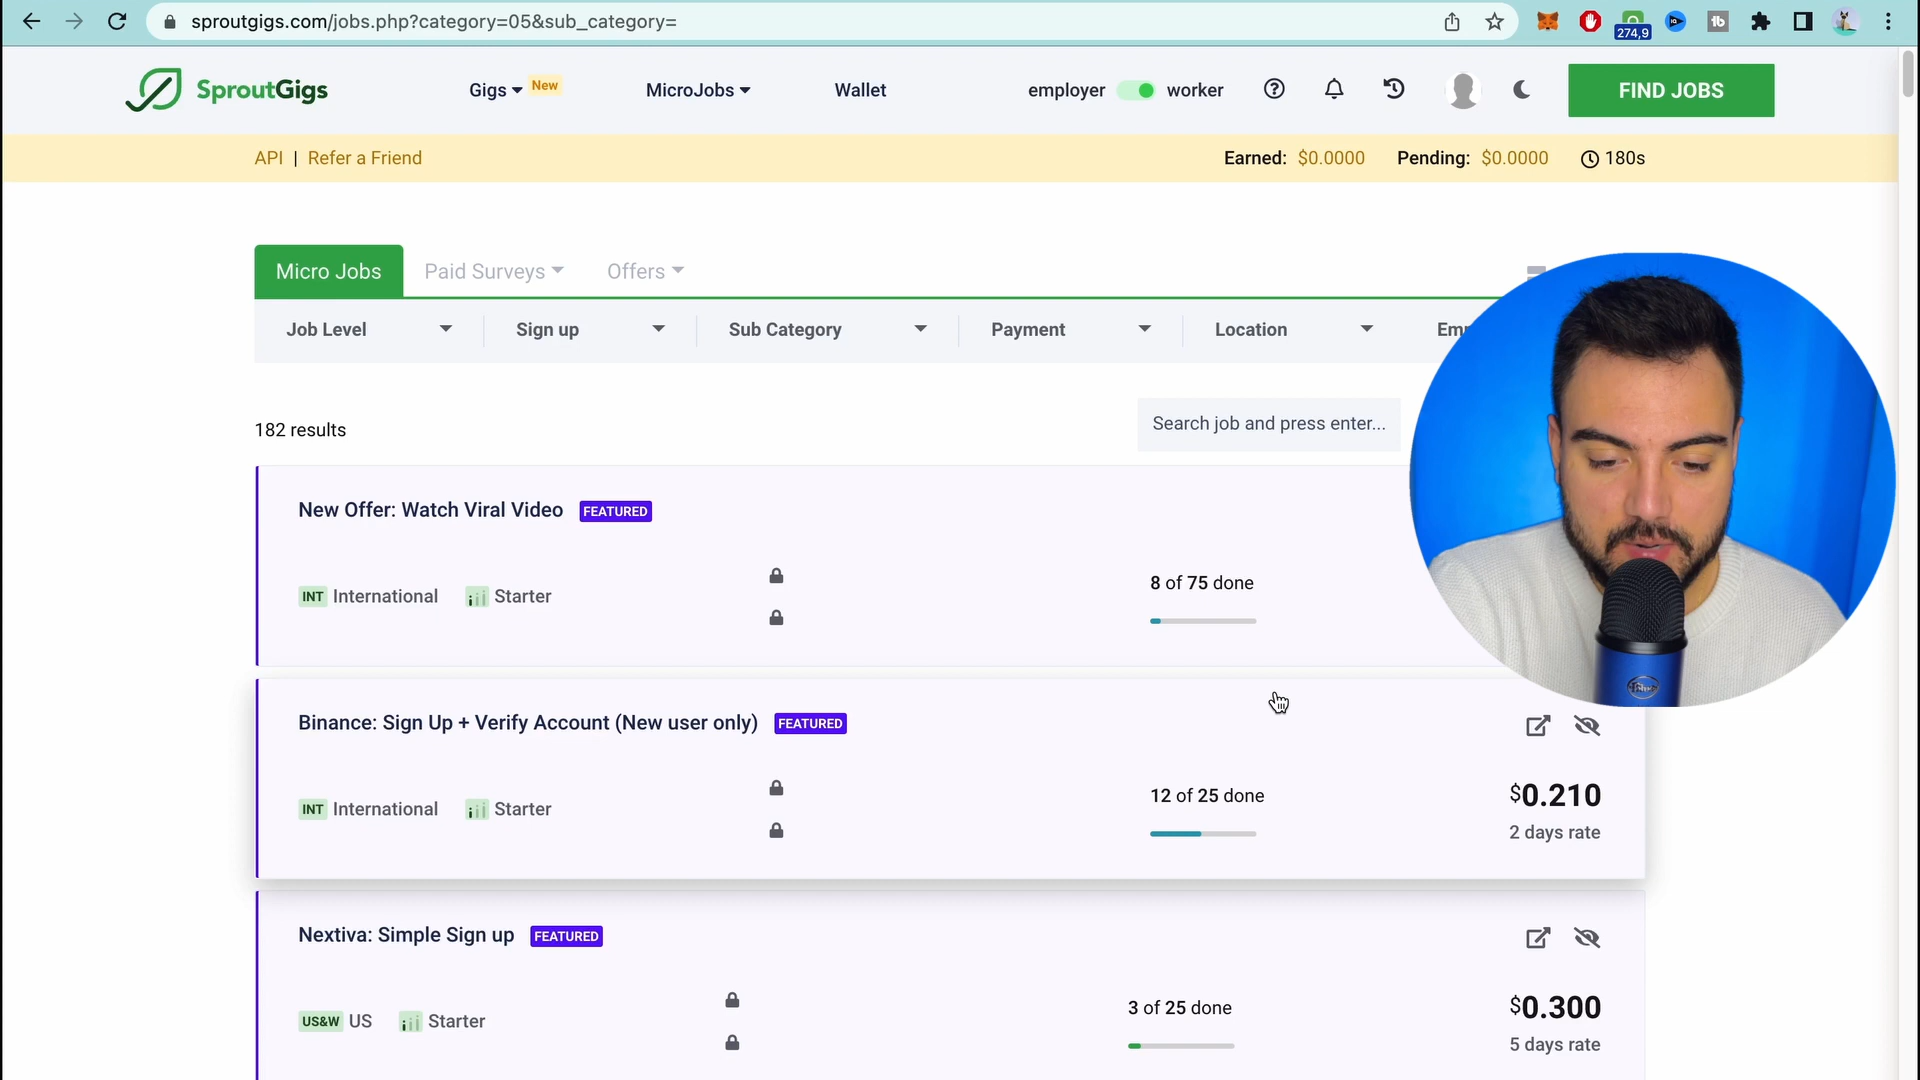 sproutgigs.com/jobs.php?category=05&sub_category=
274,9
SproutGigs
Gigs New
MicroJobs
Wallet
employer worker
FIND JOBS
API | Refer a Friend
Earned: $0.0000 Pending: $0.0000 180s
Micro Jobs
Paid Surveys
Offers
Job Level
Sign up
Sub Category
Payment
Location
182 results
Search job and press enter...
New Offer: Watch Viral Video FEATURED
INT International Starter
8 of 75 done
Binance: Sign Up + Verify Account (New user only) FEATURED
INT International Starter
12 of 25 done
$0.210
2 days rate
Nextiva: Simple Sign up FEATURED
US&W US Starter
3 of 25 done
$0.300
5 days rate